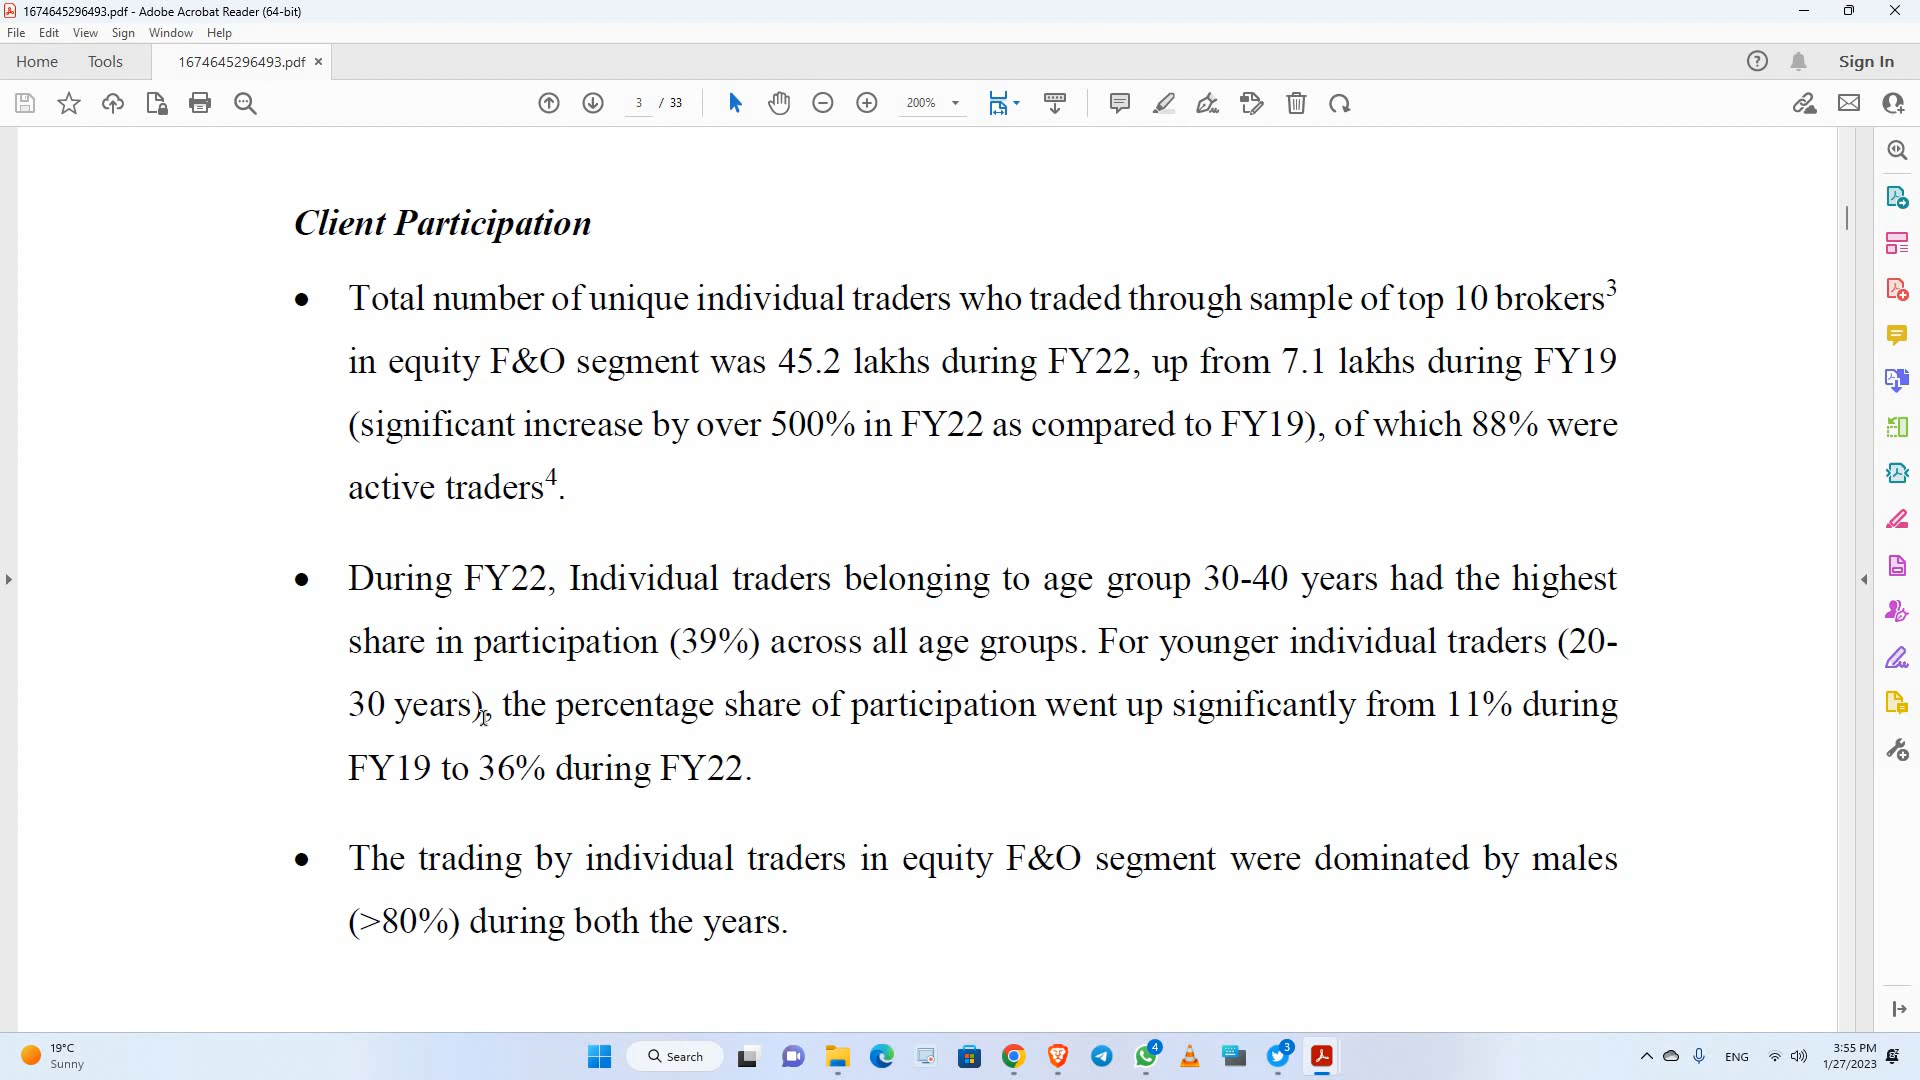 1674645296493.pdf - Adobe Acrobat Reader (64-bit)
File Edit View Sign Window Help
Home Tools 1674645296493.pdf × Sign In
3 / 33 200%
Client Participation
• Total number of unique individual traders who traded through sample of top 10 brokers³
in equity F&O segment was 45.2 lakhs during FY22, up from 7.1 lakhs during FY19
(significant increase by over 500% in FY22 as compared to FY19), of which 88% were
active traders⁴.
• During FY22, Individual traders belonging to age group 30-40 years had the highest
share in participation (39%) across all age groups. For younger individual traders (20-
30 years), the percentage share of participation went up significantly from 11% during
FY19 to 36% during FY22.
• The trading by individual traders in equity F&O segment were dominated by males
(>80%) during both the years.
19°C
Sunny
Search
4
3
ENG
3:55 PM
1/27/2023